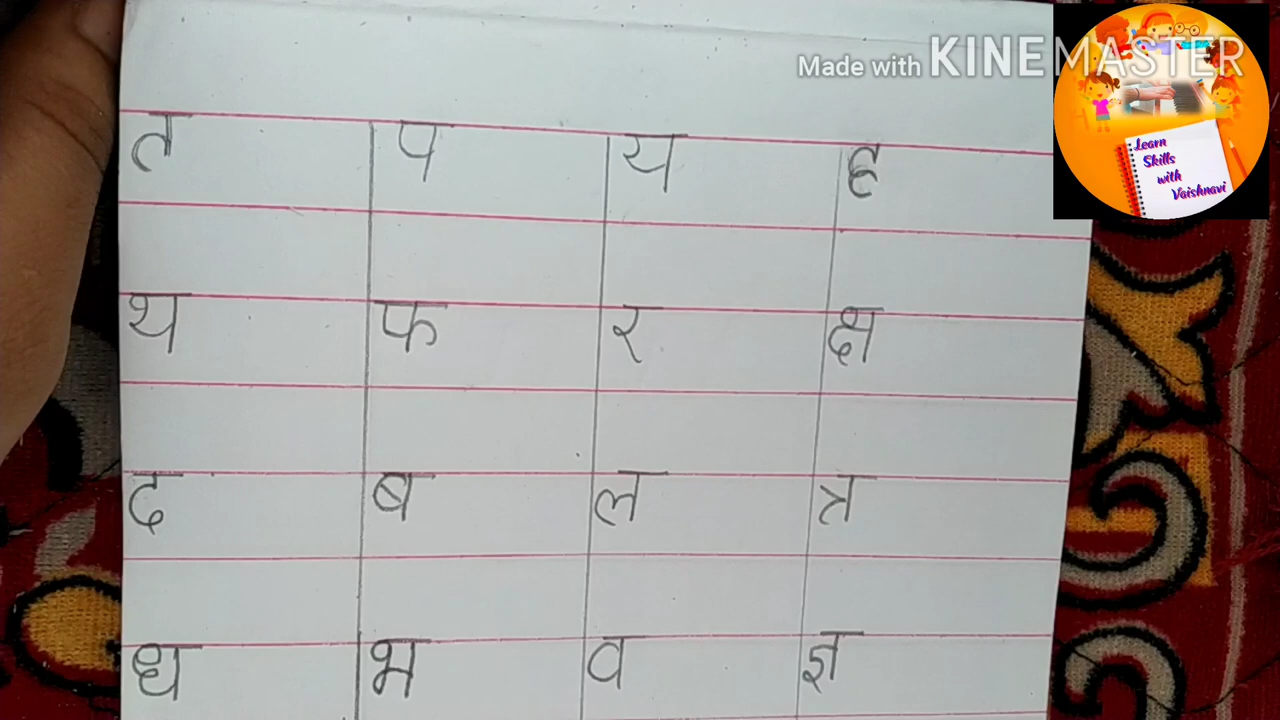 Made with KINEMASTER
Learn
Skills
with
Vaishnavi
त प य ह
थ फ र क्ष
द ब ल त्र
ध भ व ज्ञ